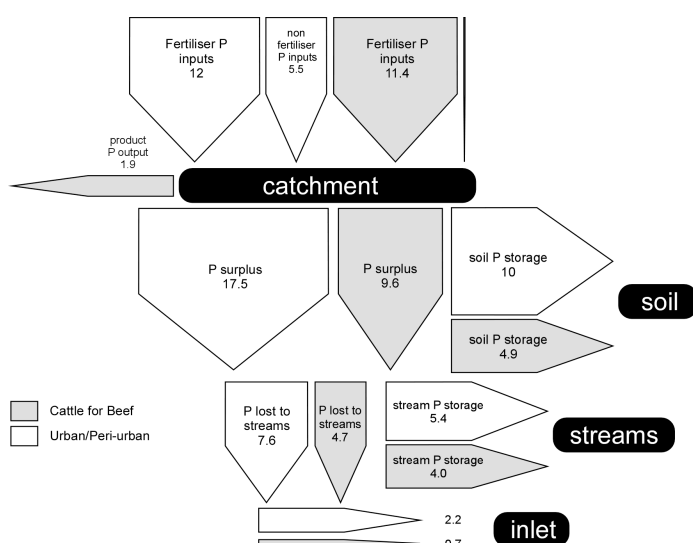 Fertiliser P
inputs
12
non
fertiliser
P inputs
5.5
Fertiliser P
inputs
11.4
product
P output
1.9
catchment
P surplus
17.5
P surplus
9.6
soil P storage
10
soil
soil P storage
4.9
Cattle for Beef
Urban/Peri-urban
P lost to
streams
7.6
P lost to
streams
4.7
stream P storage
5.4
streams
stream P storage
4.0
2.2
inlet